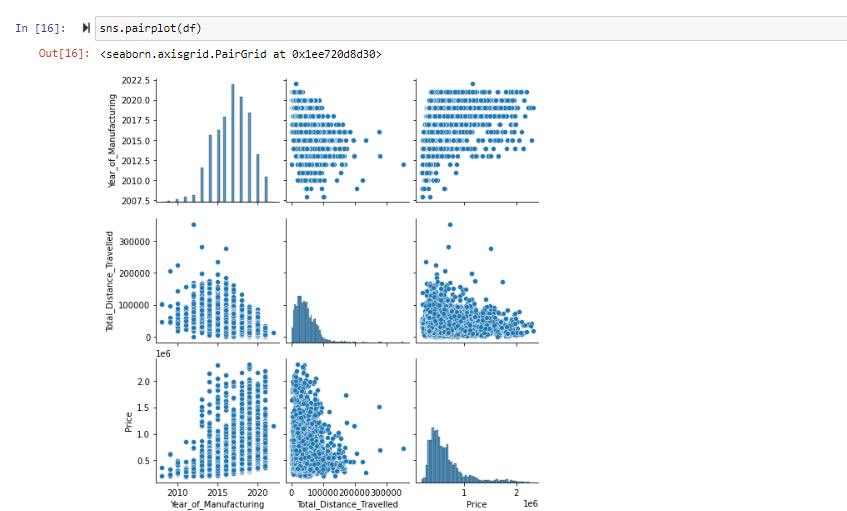 In [16]: sns.pairplot(df)
Out[16]: <seaborn.axisgrid.PairGrid at 0x1ee720d8d30>
2022.5
2020.0
2017.5
2015.0
2012.5
2010.0
2007.5
Year_of_Manufacturing
300000
200000
100000
0
Total_Distance_Travelled
1e6
2.0
1.5
1.0
0.5
Price
2010 2015 2020
Year_of_Manufacturing
0 100000 200000 300000
Total_Distance_Travelled
1 2
Price 1e6